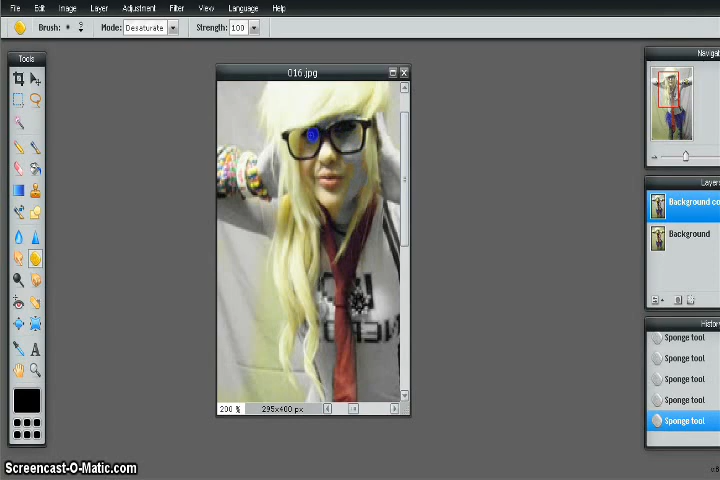 File Edit Image Layer Adjustment Filter View Language Help
Brush: Mode: Desaturate Strength: 100
Tools
016.jpg
200 % 295x400 px
Navigat
Layers
Background co
Background
History
Sponge tool
Sponge tool
Sponge tool
Sponge tool
Sponge tool
Screencast-O-Matic.com